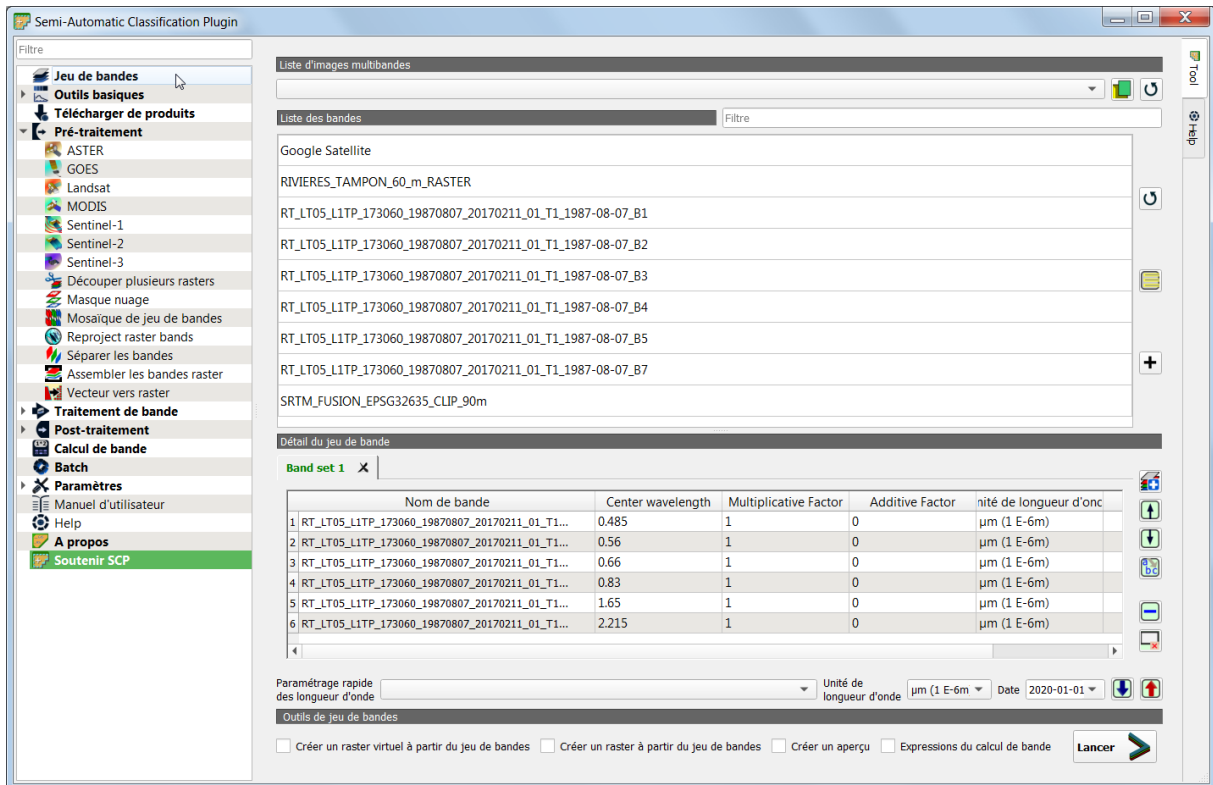 Semi-Automatic Classification Plugin
Filtre
Jeu de bandes
Outils basiques
Télécharger de produits
Pré-traitement
ASTER
GOES
Landsat
MODIS
Sentinel-1
Sentinel-2
Sentinel-3
Découper plusieurs rasters
Masque nuage
Mosaïque de jeu de bandes
Reproject raster bands
Séparer les bandes
Assembler les bandes raster
Vecteur vers raster
Traitement de bande
Post-traitement
Calcul de bande
Batch
Paramètres
Manuel d'utilisateur
Help
A propos
Soutenir SCP
Liste d'images multibandes
Liste des bandes Filtre
Google Satellite
RIVIERES_TAMPON_60_m_RASTER
RT_LT05_L1TP_173060_19870807_20170211_01_T1_1987-08-07_B1
RT_LT05_L1TP_173060_19870807_20170211_01_T1_1987-08-07_B2
RT_LT05_L1TP_173060_19870807_20170211_01_T1_1987-08-07_B3
RT_LT05_L1TP_173060_19870807_20170211_01_T1_1987-08-07_B4
RT_LT05_L1TP_173060_19870807_20170211_01_T1_1987-08-07_B5
RT_LT05_L1TP_173060_19870807_20170211_01_T1_1987-08-07_B7
SRTM_FUSION_EPSG32635_CLIP_90m
Détail du jeu de bande
Band set 1
Nom de bande Center wavelength Multiplicative Factor Additive Factor nité de longueur d'onc
1 RT_LT05_L1TP_173060_19870807_20170211_01_T1... 0.485 1 0 µm (1 E-6m)
2 RT_LT05_L1TP_173060_19870807_20170211_01_T1... 0.56 1 0 µm (1 E-6m)
3 RT_LT05_L1TP_173060_19870807_20170211_01_T1... 0.66 1 0 µm (1 E-6m)
4 RT_LT05_L1TP_173060_19870807_20170211_01_T1... 0.83 1 0 µm (1 E-6m)
5 RT_LT05_L1TP_173060_19870807_20170211_01_T1... 1.65 1 0 µm (1 E-6m)
6 RT_LT05_L1TP_173060_19870807_20170211_01_T1... 2.215 1 0 µm (1 E-6m)
Paramétrage rapide
des longueur d'onde
Unité de
longueur d'onde
µm (1 E-6m Date 2020-01-01
Outils de jeu de bandes
Créer un raster virtuel à partir du jeu de bandes Créer un raster à partir du jeu de bandes Créer un aperçu Expressions du calcul de bande Lancer
Tool
Help